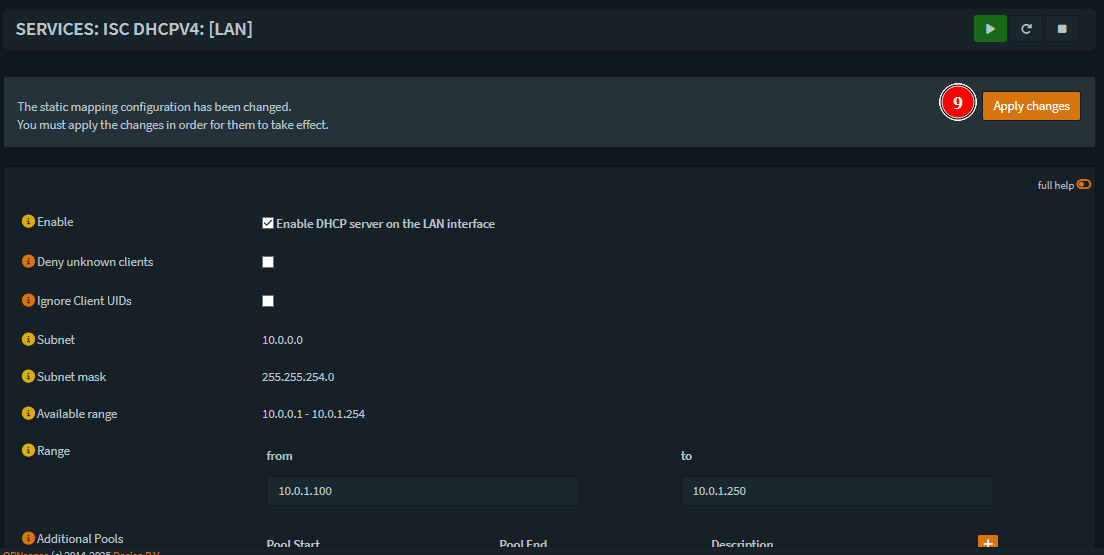 SERVICES: ISC DHCPV4: [LAN]
The static mapping configuration has been changed.
You must apply the changes in order for them to take effect.
9
Apply changes
full help
Enable
Enable DHCP server on the LAN interface
Deny unknown clients
Ignore Client UIDs
Subnet
10.0.0.0
Subnet mask
255.255.254.0
Available range
10.0.0.1 - 10.0.1.254
Range
from
to
10.0.1.100
10.0.1.250
Additional Pools
Pool Start
Pool End
Description
(c) 2014-2025